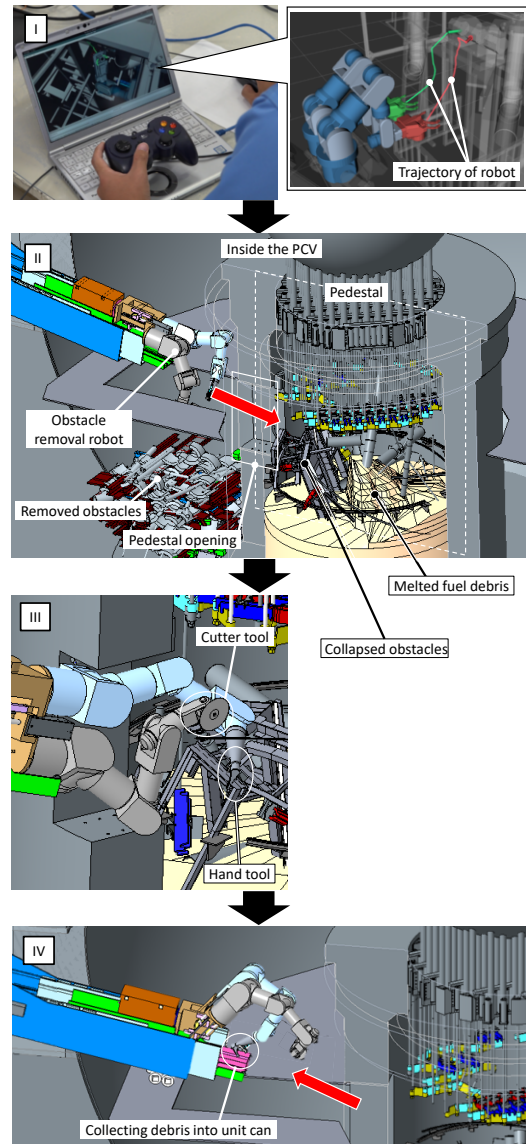 I
Trajectory of robot
II
Inside the PCV
Pedestal
Obstacle
removal robot
Removed obstacles
Pedestal opening
Melted fuel debris
Collapsed obstacles
III
Cutter tool
Hand tool
IV
Collecting debris into unit can